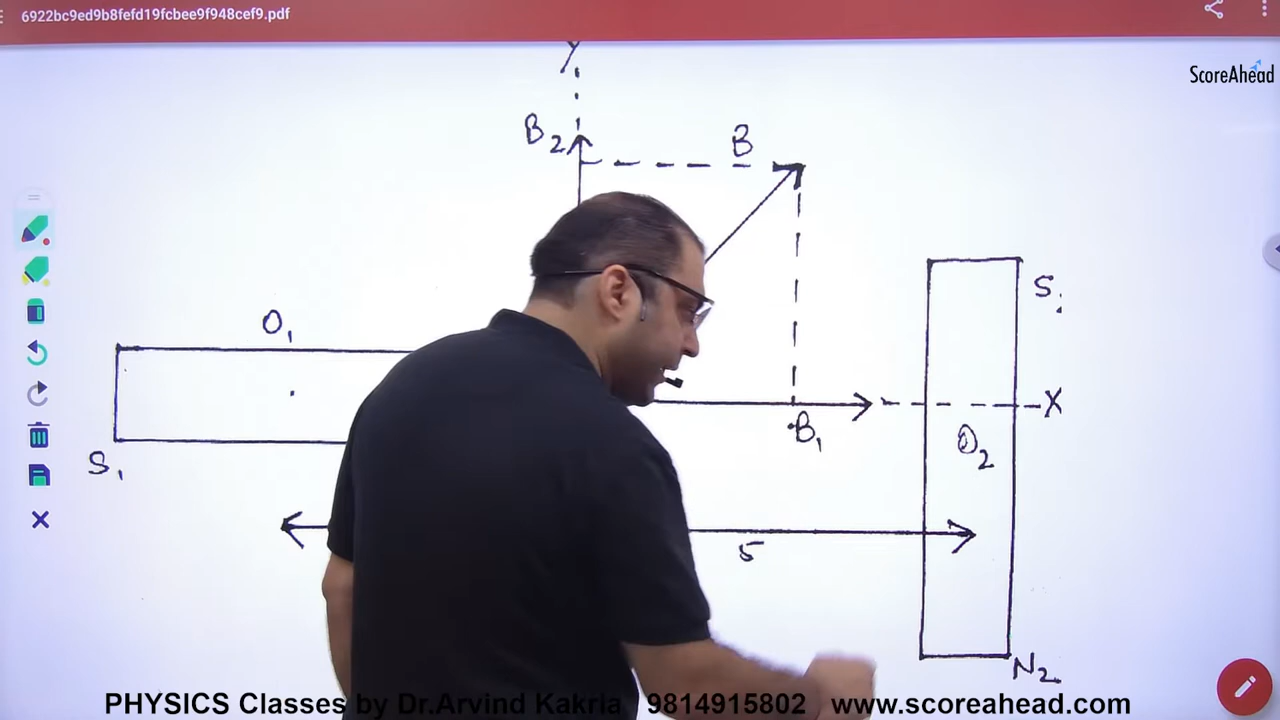 6922bc9ed9b8fefd19fcbee9f948cef9.pdf
ScoreAhead
Y
B₂
B
S
O₁
X
B₁
O₂
S₁
5
N₂
PHYSICS Classes by Dr.Arvind Kakria 9814915802 www.scoreahead.com